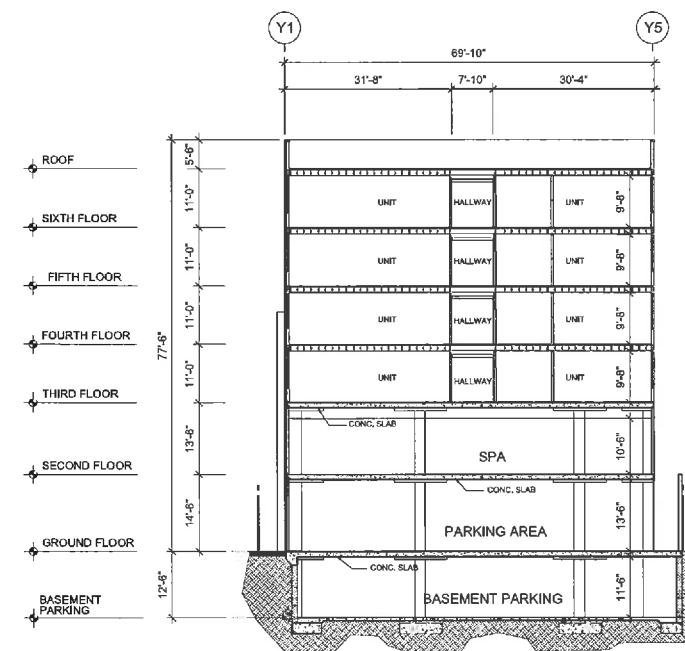 Y1
Y5
69'-10"
31'-8"
7'-10"
30'-4"
ROOF
5'-6"
11'-0"
UNIT
HALLWAY
UNIT
9'-8"
SIXTH FLOOR
11'-0"
UNIT
HALLWAY
UNIT
9'-8"
FIFTH FLOOR
11'-0"
UNIT
HALLWAY
UNIT
9'-8"
FOURTH FLOOR
77'-6"
11'-0"
UNIT
HALLWAY
UNIT
9'-8"
THIRD FLOOR
CONC. SLAB
13'-6"
SPA
10'-6"
SECOND FLOOR
CONC. SLAB
14'-6"
PARKING AREA
13'-6"
GROUND FLOOR
CONC. SLAB
12'-6"
BASEMENT PARKING
11'-6"
BASEMENT
PARKING